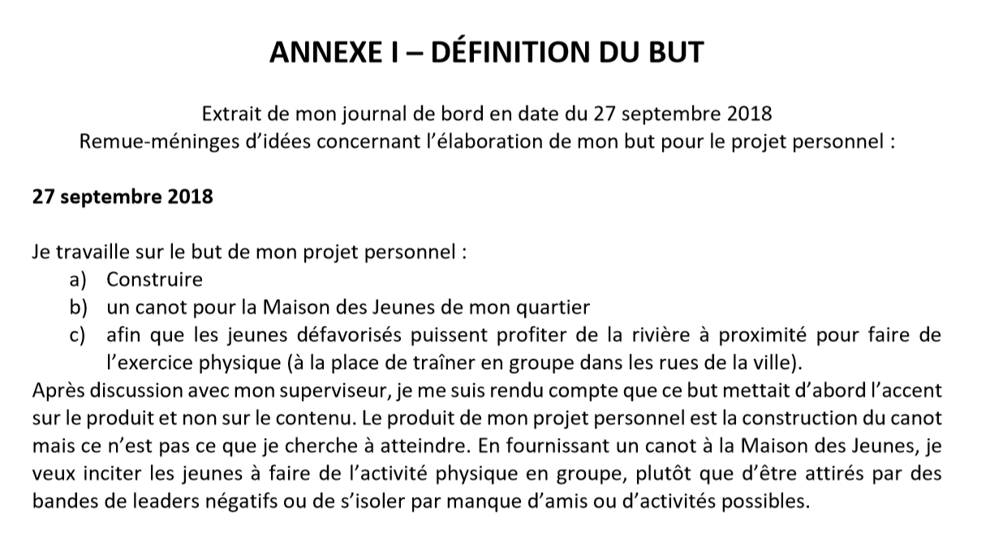 ANNEXE I – DÉFINITION DU BUT
Extrait de mon journal de bord en date du 27 septembre 2018
Remue-méninges d’idées concernant l’élaboration de mon but pour le projet personnel :
27 septembre 2018
Je travaille sur le but de mon projet personnel :
a) Construire
b) un canot pour la Maison des Jeunes de mon quartier
c) afin que les jeunes défavorisés puissent profiter de la rivière à proximité pour faire de
l’exercice physique (à la place de traîner en groupe dans les rues de la ville).
Après discussion avec mon superviseur, je me suis rendu compte que ce but mettait d’abord l’accent
sur le produit et non sur le contenu. Le produit de mon projet personnel est la construction du canot
mais ce n’est pas ce que je cherche à atteindre. En fournissant un canot à la Maison des Jeunes, je
veux inciter les jeunes à faire de l’activité physique en groupe, plutôt que d’être attirés par des
bandes de leaders négatifs ou de s’isoler par manque d’amis ou d’activités possibles.